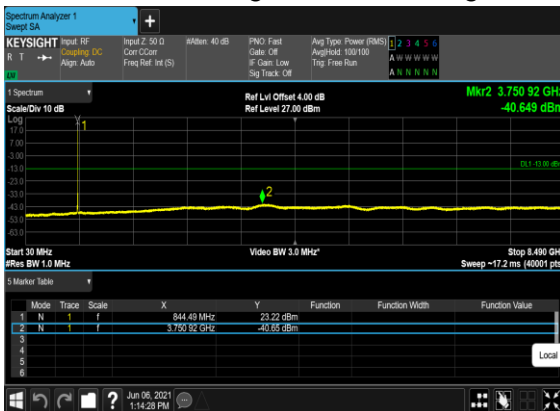 Spectrum Analyzer 1
Swept SA
+
KEYSIGHT Input: RF Input Z: 50 Ω #Atten: 40 dB PNO: Fast Avg Type: Power (RMS) 1 2 3 4 5 6
R T Coupling: DC Corr CCorr Gate: Off Avg|Hold: 100/100 A W W W W W
Align: Auto Freq Ref: Int (S) IF Gain: Low Trig: Free Run
LV Sig Track: Off A N N N N N
1 Spectrum Ref Lvl Offset 4.00 dB Mkr2 3.750 92 GHz
Scale/Div 10 dB Ref Level 27.00 dBm -40.649 dBm
Log
17.0
7.00
-3.00
-13.0
-23.0
-33.0
-43.0
-53.0
-63.0
1
DL1 -13.00 dBm
2
Start 30 MHz Video BW 3.0 MHz* Stop 8.490 GHz
#Res BW 1.0 MHz Sweep ~17.2 ms (40001 pts
5 Marker Table
Mode Trace Scale X Y Function Function Width Function Value
1 N 1 f 844.49 MHz 23.22 dBm
2 N 1 f 3.750 92 GHz -40.65 dBm
3
4
5
6
Local
? Jun 06, 2021
1:14:28 PM